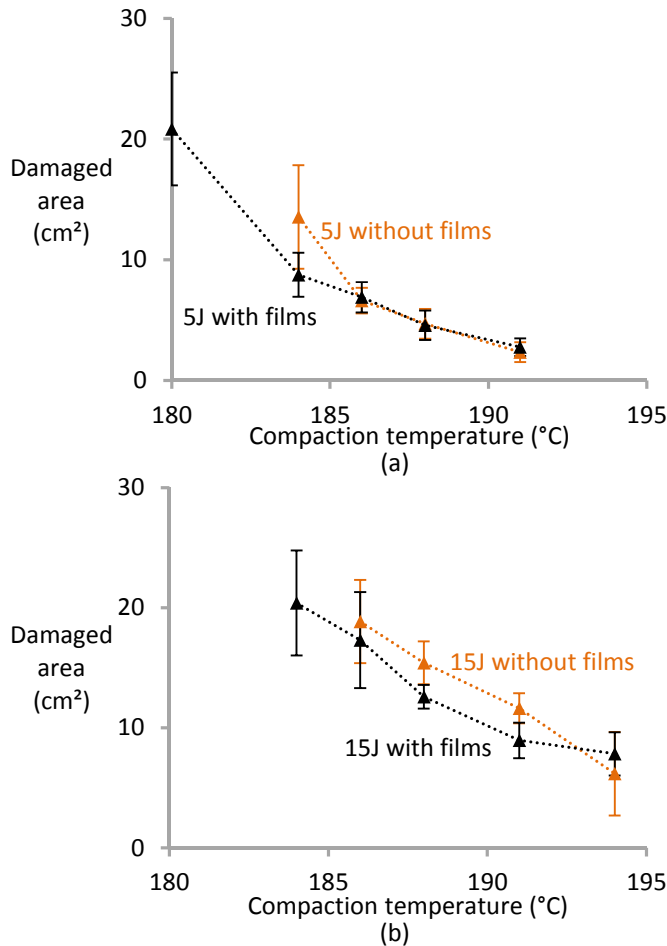 30
20
Damaged
area
(cm²)
5J without films
10
5J with films
0
180 185 190 195
Compaction temperature (°C)
(a)
30
20
Damaged
area
(cm²)
15J without films
10
15J with films
0
180 185 190 195
Compaction temperature (°C)
(b)